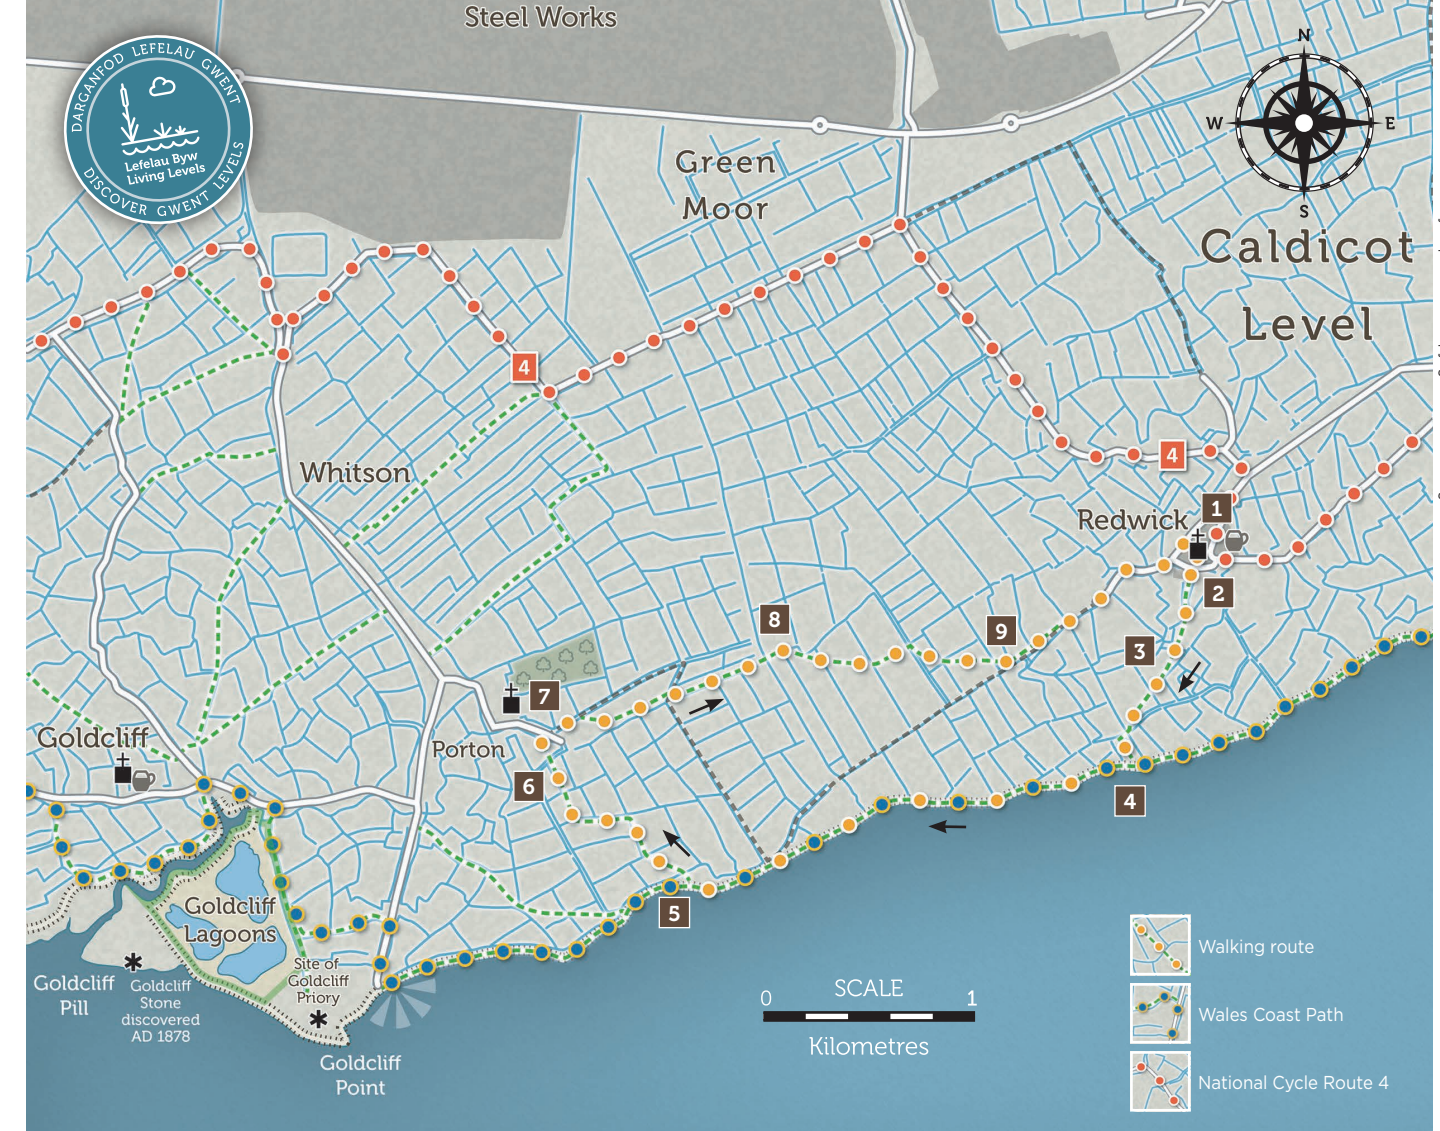 Steel Works
DARGANFOD LEFELAU GWENT
Lefelau Byw
Living Levels
DISCOVER GWENT LEVELS
N
W
E
S
Green
Moor
Caldicot
Level
4
4
Whitson
Redwick
1
2
3
4
5
6
7
8
9
Porton
Goldcliff
Goldcliff
Lagoons
Site of
Goldcliff
Priory
Goldcliff
Pill
Goldcliff
Stone
discovered
AD 1878
Goldcliff
Point
SCALE
0
1
Kilometres
Walking route
Wales Coast Path
National Cycle Route 4